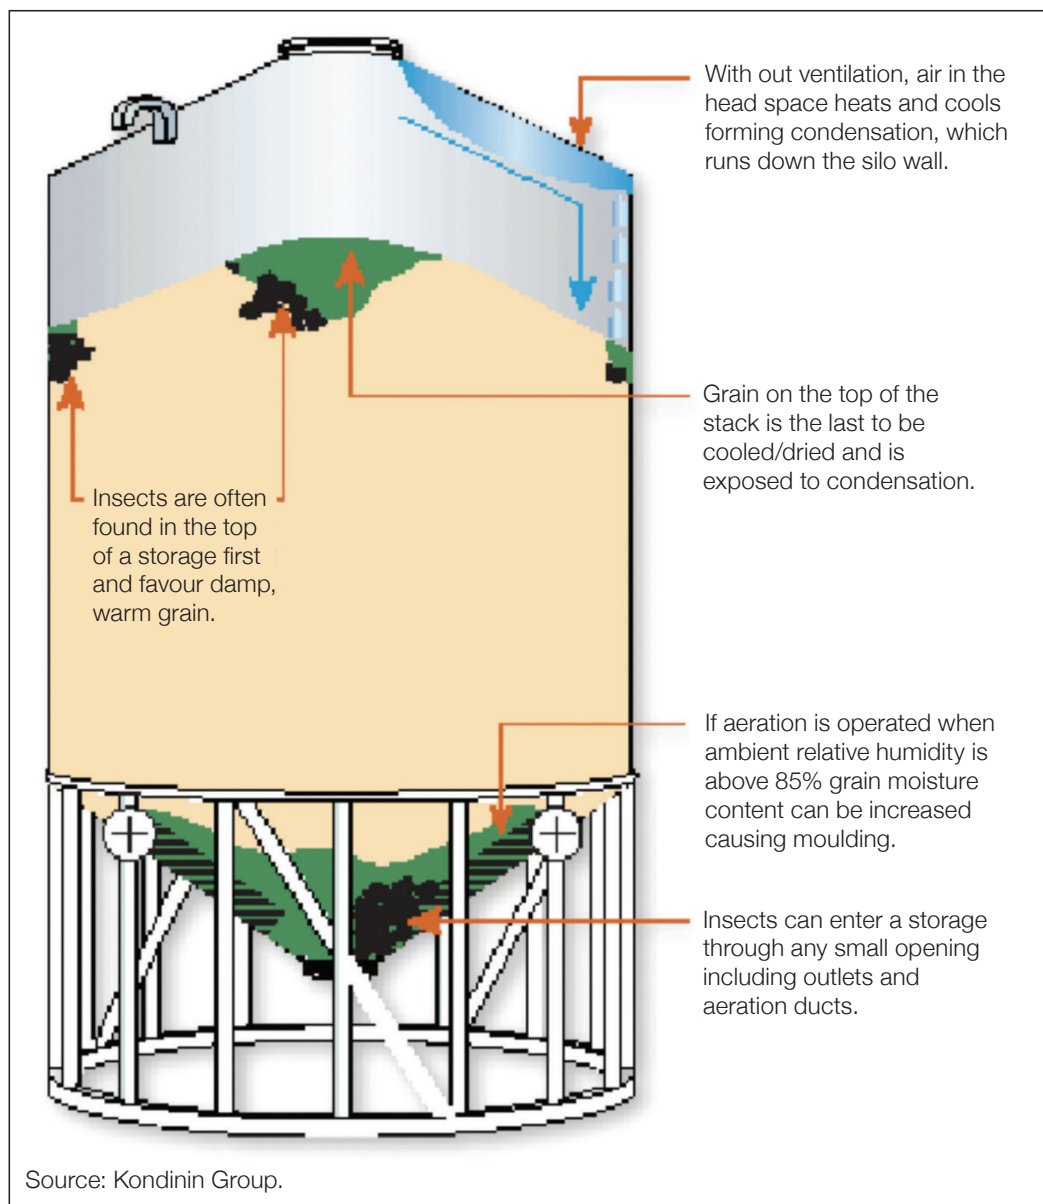 With out ventilation, air in the
head space heats and cools
forming condensation, which
runs down the silo wall.
Grain on the top of the
stack is the last to be
cooled/dried and is
exposed to condensation.
Insects are often
found in the top
of a storage first
and favour damp,
warm grain.
If aeration is operated when
ambient relative humidity is
above 85% grain moisture
content can be increased
causing moulding.
Insects can enter a storage
through any small opening
including outlets and
aeration ducts.
Source: Kondinin Group.